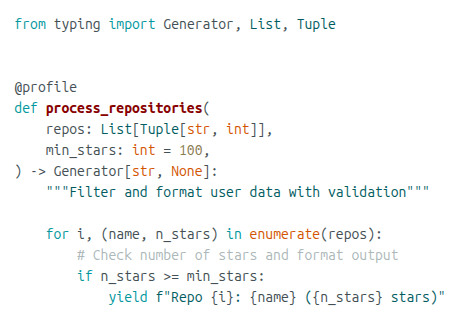 from typing import Generator, List, Tuple


@profile
def process_repositories(
    repos: List[Tuple[str, int]],
    min_stars: int = 100,
) -> Generator[str, None]:
    """Filter and format user data with validation"""

    for i, (name, n_stars) in enumerate(repos):
        # Check number of stars and format output
        if n_stars >= min_stars:
            yield f"Repo {i}: {name} ({n_stars} stars)"